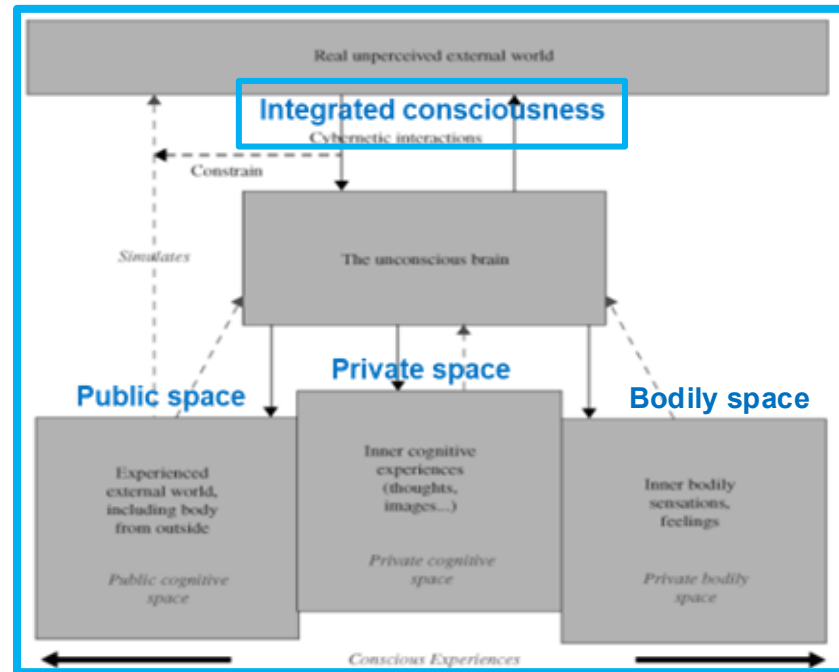 Real unperceived external world
Integrated consciousness
Cybernetic interactions
Constrain
Simulates
The unconscious brain
Private space
Public space
Bodily space
Experienced
external world,
including body
from outside
Public cognitive
space
Inner cognitive
experiences
(thoughts,
images...)
Private cognitive
space
Inner bodily
sensations,
feelings
Private bodily
space
Conscious Experiences